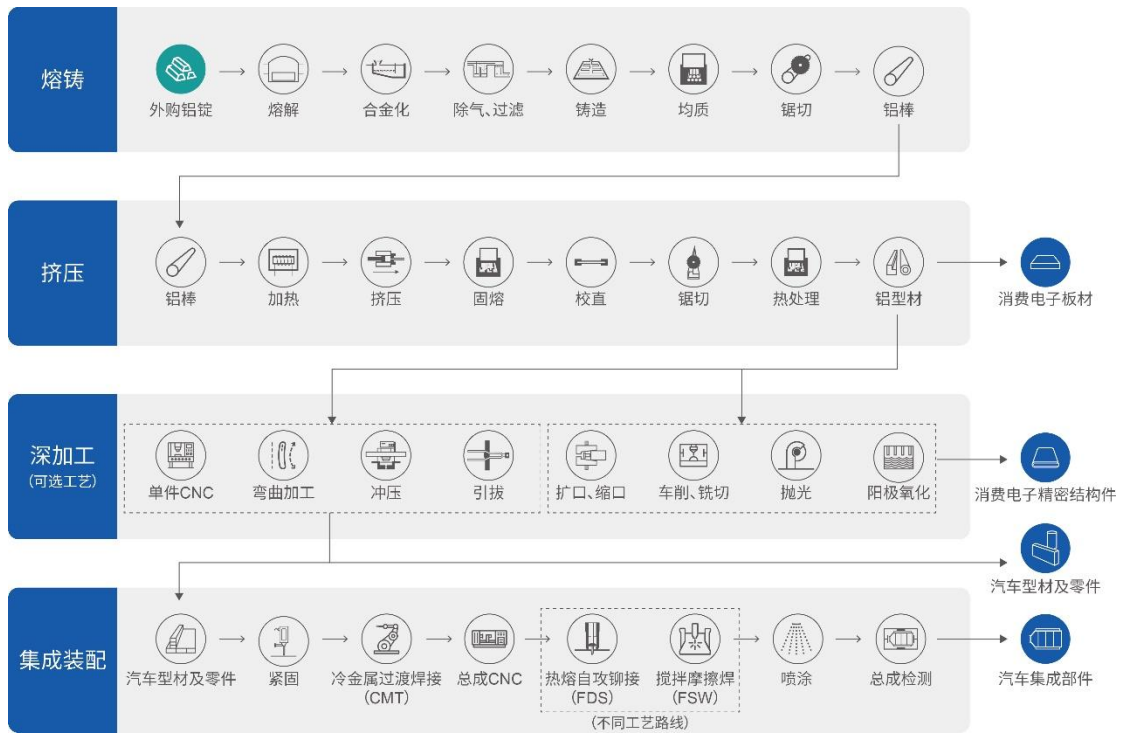 熔铸
外购铝锭
熔解
合金化
除气、过滤
铸造
均质
锯切
铝棒
挤压
铝棒
加热
挤压
固熔
校直
锯切
热处理
铝型材
消费电子板材
深加工
(可选工艺)
单件CNC
弯曲加工
冲压
引拔
扩口、缩口
车削、铣切
抛光
阳极氧化
消费电子精密结构件
汽车型材及零件
集成装配
汽车型材及零件
紧固
冷金属过渡焊接
(CMT)
总成CNC
热熔自攻铆接
(FDS)
搅拌摩擦焊
(FSW)
(不同工艺路线)
喷涂
总成检测
汽车集成部件